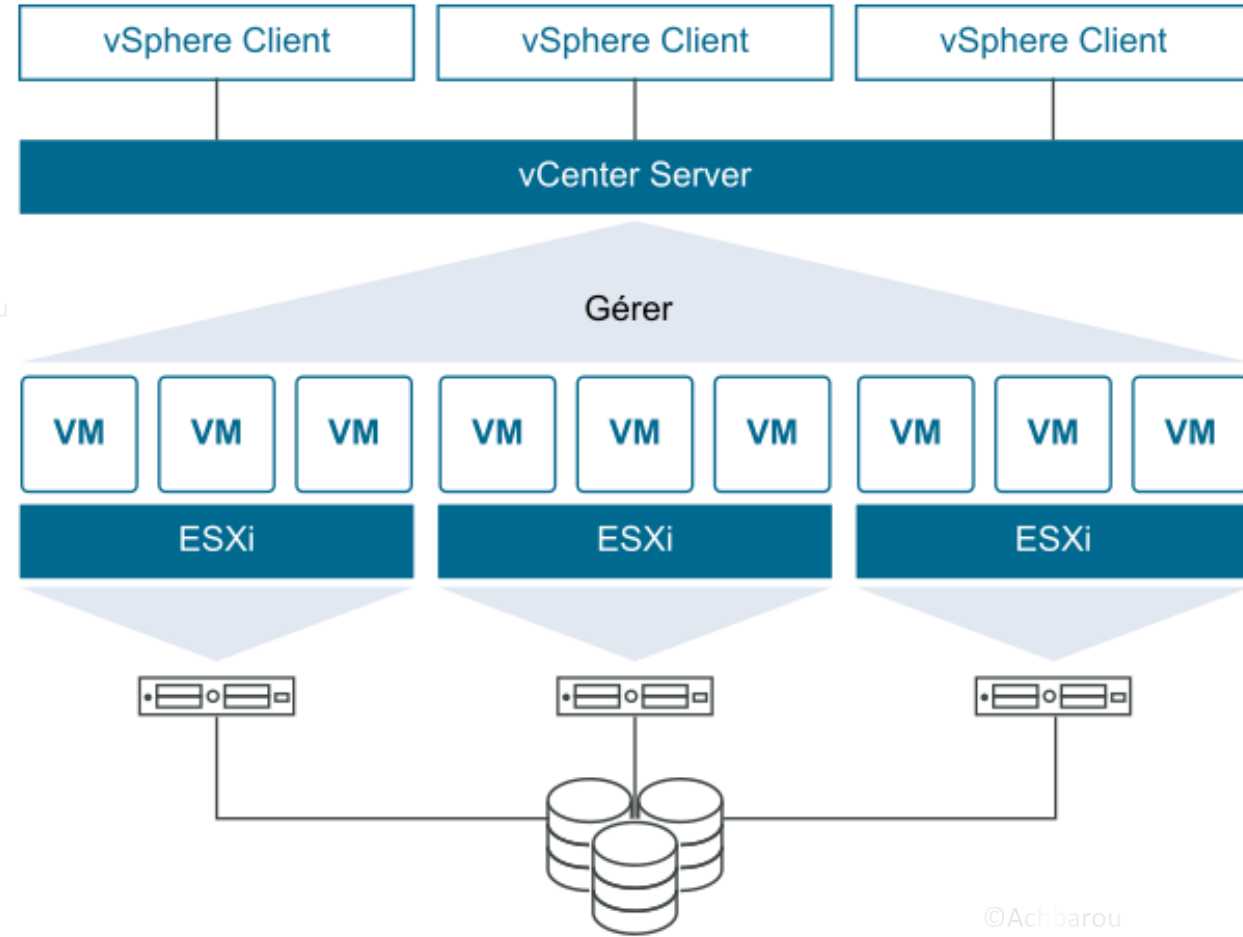 vSphere Client
vSphere Client
vSphere Client
vCenter Server
Gérer
VM
VM
VM
VM
VM
VM
VM
VM
VM
ESXi
ESXi
ESXi
©Achbarou